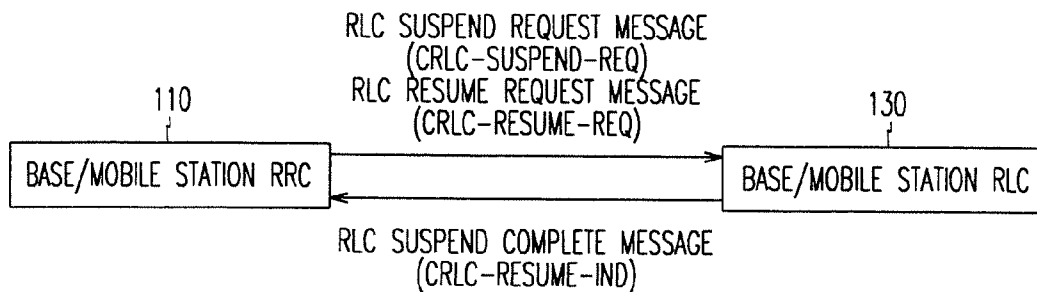 RLC SUSPEND REQUEST MESSAGE
(CRLC-SUSPEND-REQ)
RLC RESUME REQUEST MESSAGE
(CRLC-RESUME-REQ)
110
130
BASE/MOBILE STATION RRC
BASE/MOBILE STATION RLC
RLC SUSPEND COMPLETE MESSAGE
(CRLC-RESUME-IND)